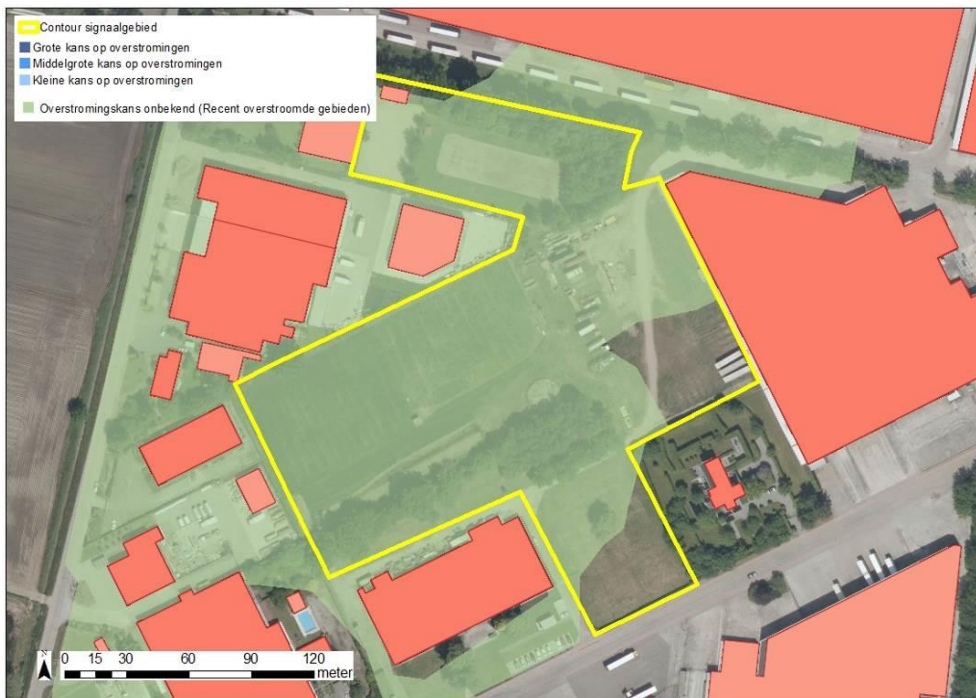 Contour signaalgebied
Grote kans op overstromingen
Middelgrote kans op overstromingen
Kleine kans op overstromingen
Overstromingskans onbekend (Recent overstroomde gebieden)
N
0 15 30 60 90 120
meter